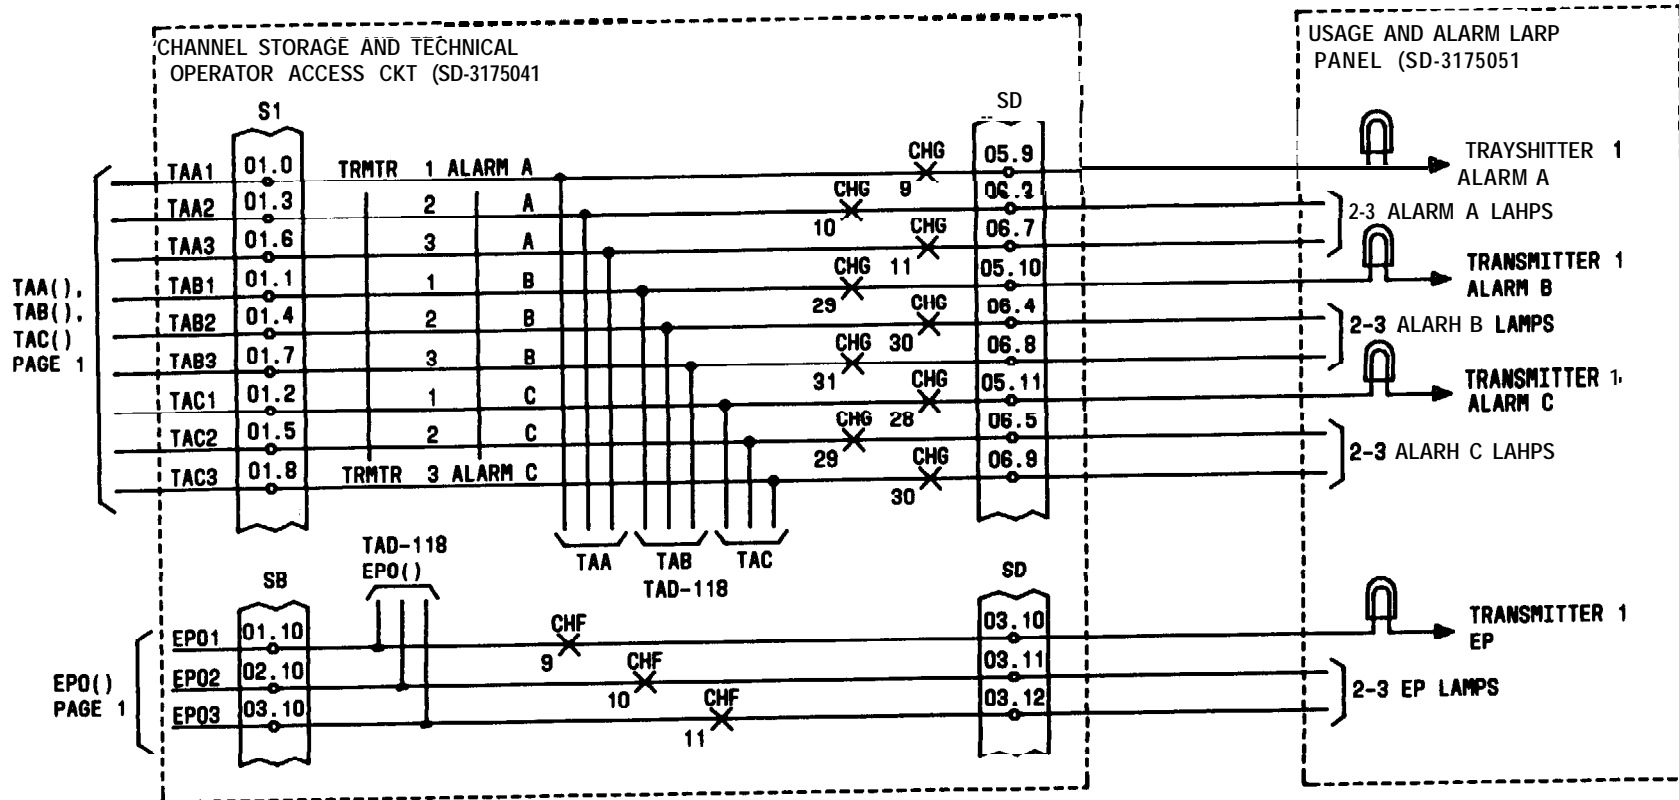 CHANNEL STORAGE AND TECHNICAL
OPERATOR ACCESS CKT (SD-3175041
USAGE AND ALARM LARP
PANEL (SD-3175051
S1
SD
TAA1 01.0 TRMTR 1 ALARM A CHG 9 05.9 TRAYSHITTER 1
ALARM A
TAA2 01.3 2 A CHG 10 06.2 2-3 ALARM A LAHPS
TAA3 01.6 3 A CHG 11 06.7
TAB1 01.1 1 B CHG 29 05.10 TRANSMITTER 1
ALARM B
TAA(),
TAB(),
TAC()
PAGE 1
TAB2 01.4 2 B CHG 30 06.4 2-3 ALARH B LAMPS
TAB3 01.7 3 B CHG 31 06.8
TAC1 01.2 1 C CHG 28 05.11 TRANSMITTER 1,
ALARM C
TAC2 01.5 2 C CHG 29 06.5 2-3 ALARH C LAHPS
TAC3 01.8 TRMTR 3 ALARM C CHG 30 06.9
TAA TAB TAC
TAD-118
TAD-118
EPO()
SB
SD
EPO1 01.10 CHF 9 03.10 TRANSMITTER 1
EP
EPO2 02.10 CHF 10 03.11 2-3 EP LAMPS
EPO3 03.10 CHF 11 03.12
EPO()
PAGE 1